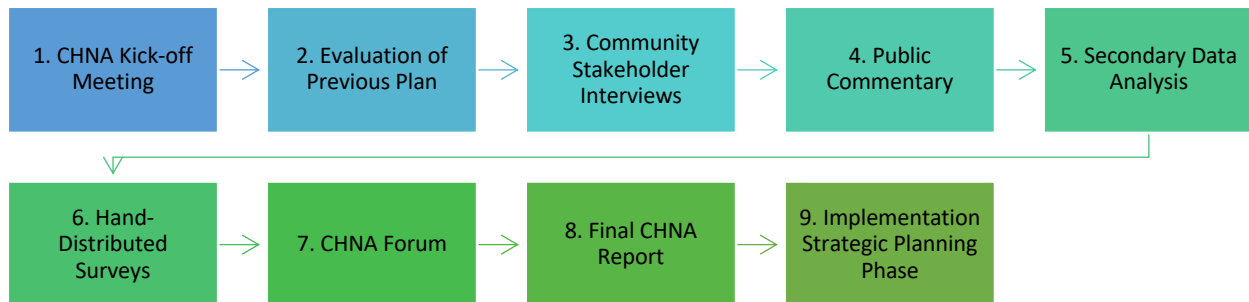 1. CHNA Kick-off
Meeting
2. Evaluation of
Previous Plan
3. Community
Stakeholder
Interviews
4. Public
Commentary
5. Secondary Data
Analysis
6. Hand-
Distributed
Surveys
7. CHNA Forum
8. Final CHNA
Report
9. Implementation
Strategic Planning
Phase